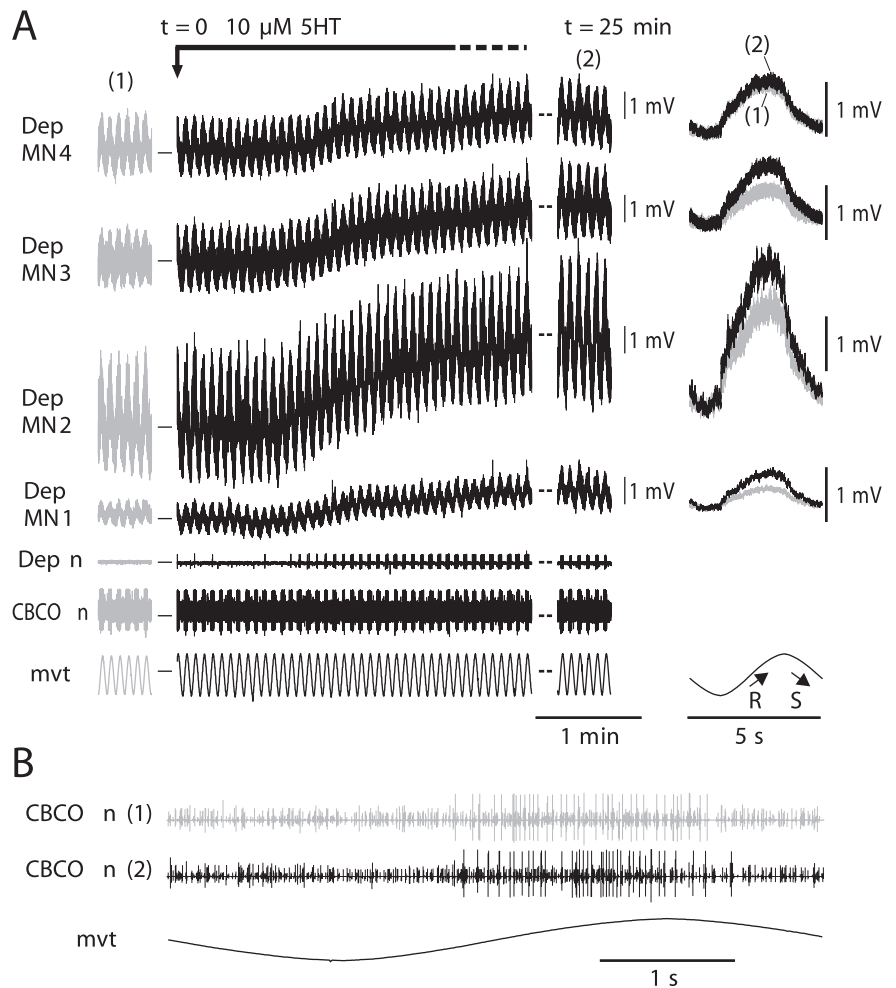 A
t = 0 10 µM 5HT
t = 25 min
(1)
(2)
(2)
(1)
Dep
MN4
1 mV
1 mV
Dep
MN3
1 mV
1 mV
Dep
MN2
1 mV
1 mV
Dep
MN1
1 mV
1 mV
Dep n
CBCO n
mvt
R S
1 min
5 s
B
CBCO n (1)
CBCO n (2)
mvt
1 s